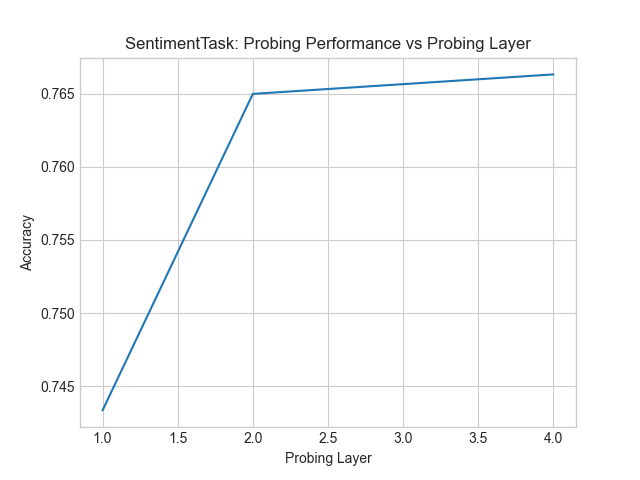 SentimentTask: Probing Performance vs Probing Layer
Accuracy
0.765
0.760
0.755
0.750
0.745
1.0 1.5 2.0 2.5 3.0 3.5 4.0
Probing Layer